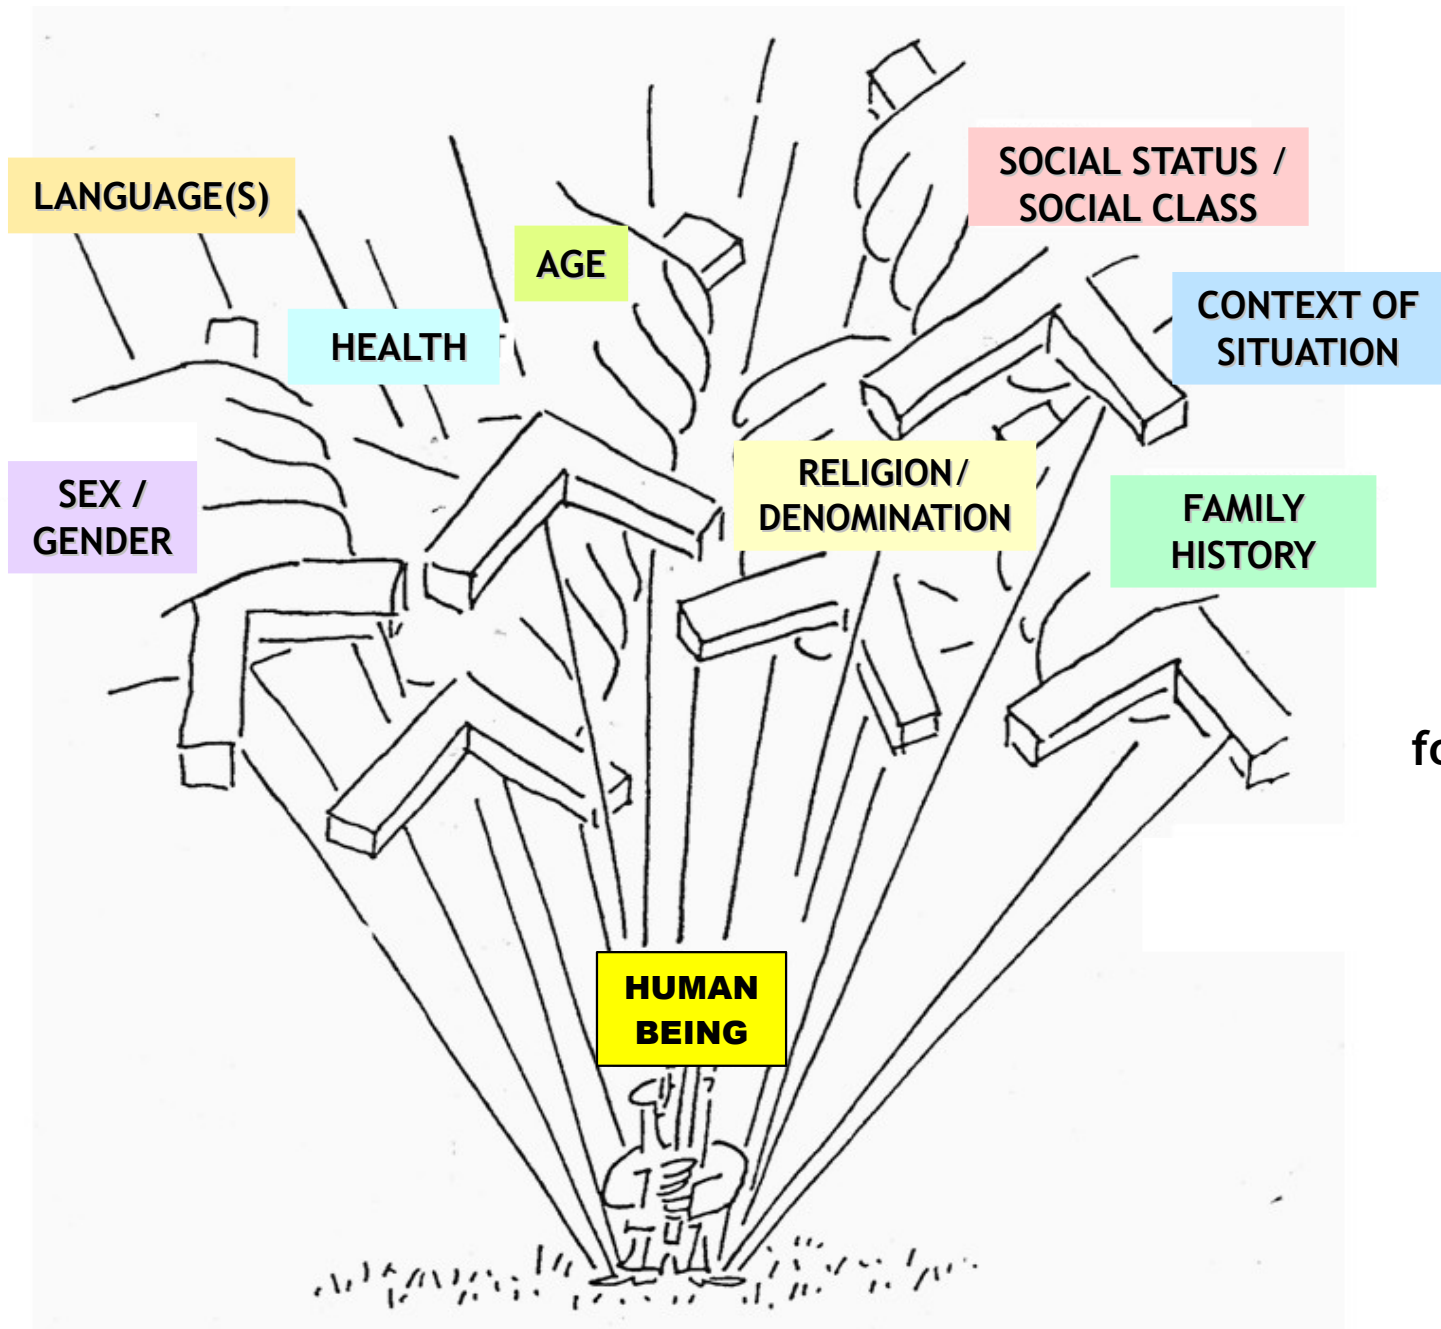 LANGUAGE(S)
SOCIAL STATUS /
SOCIAL CLASS
AGE
HEALTH
CONTEXT OF
SITUATION
SEX /
GENDER
RELIGION/
DENOMINATION
FAMILY
HISTORY
HUMAN
BEING